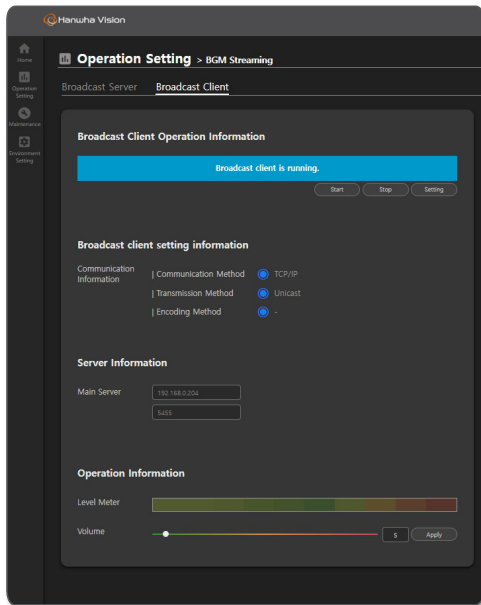 Hanwha Vision
Home
Operation Setting > BGM Streaming
Operation
Setting
Broadcast Server Broadcast Client
Maintenance
Environment
Setting
Broadcast Client Operation Information
Broadcast client is running.
Start Stop Setting
Broadcast client setting information
Communication
Information
| Communication Method TCP/IP
| Transmission Method Unicast
| Encoding Method -
Server Information
Main Server 192.168.0.204
5455
Operation Information
Level Meter
Volume 5 Apply